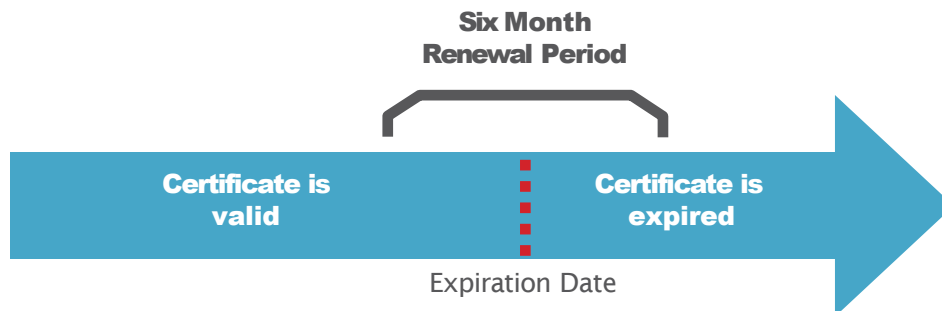 Six Month
Renewal Period
Certificate is
valid
Certificate is
expired
Expiration Date